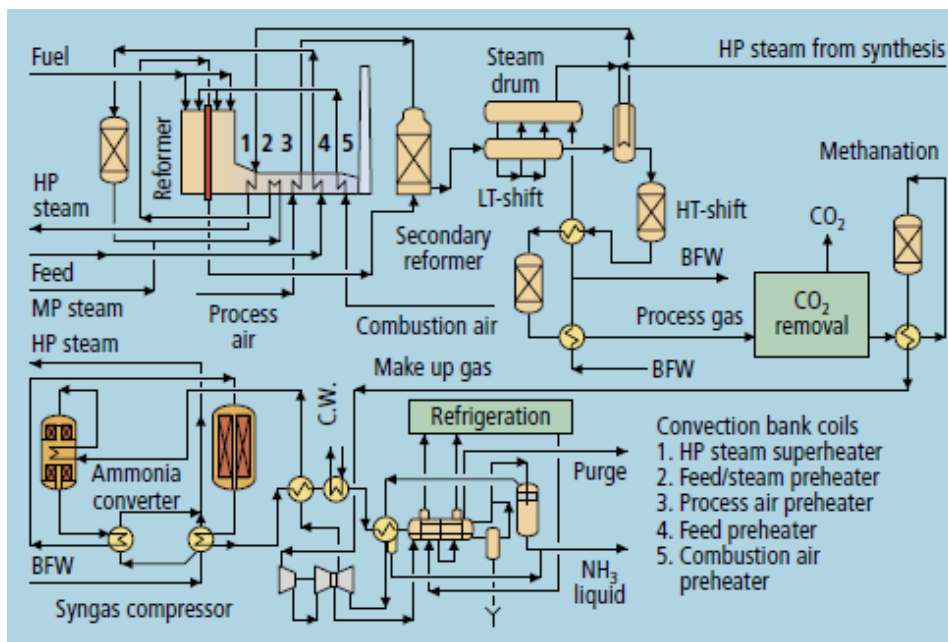 Fuel
Steam
drum
HP steam from synthesis
1 2 3 4 5
Reformer
Methanation
HP
steam
LT-shift
HT-shift
CO2
Secondary
reformer
BFW
Feed
MP steam
Process
air
Combustion air
Process gas
CO2
removal
HP steam
BFW
Make up gas
C.W.
Refrigeration
Convection bank coils
1. HP steam superheater
2. Feed/steam preheater
3. Process air preheater
4. Feed preheater
5. Combustion air
preheater
Purge
Ammonia
converter
BFW
NH3
liquid
Syngas compressor